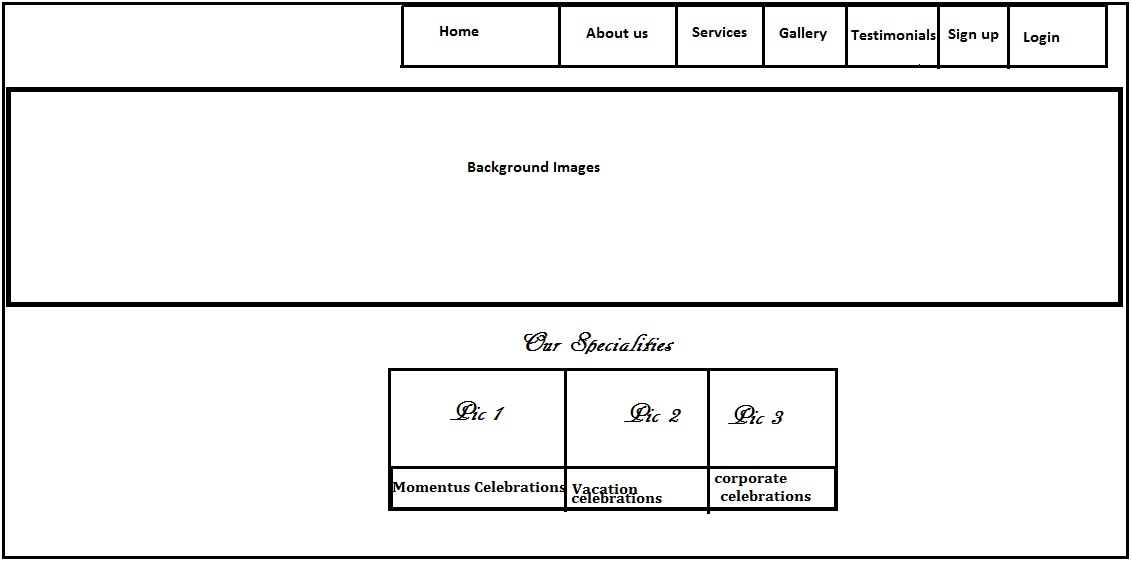 Home
About us
Services
Gallery
Testimonials
Sign up
Login
Background Images
Our Specialities
Pic 1
Pic 2
Pic 3
Momentus Celebrations
Vacation
celebrations
corporate
celebrations